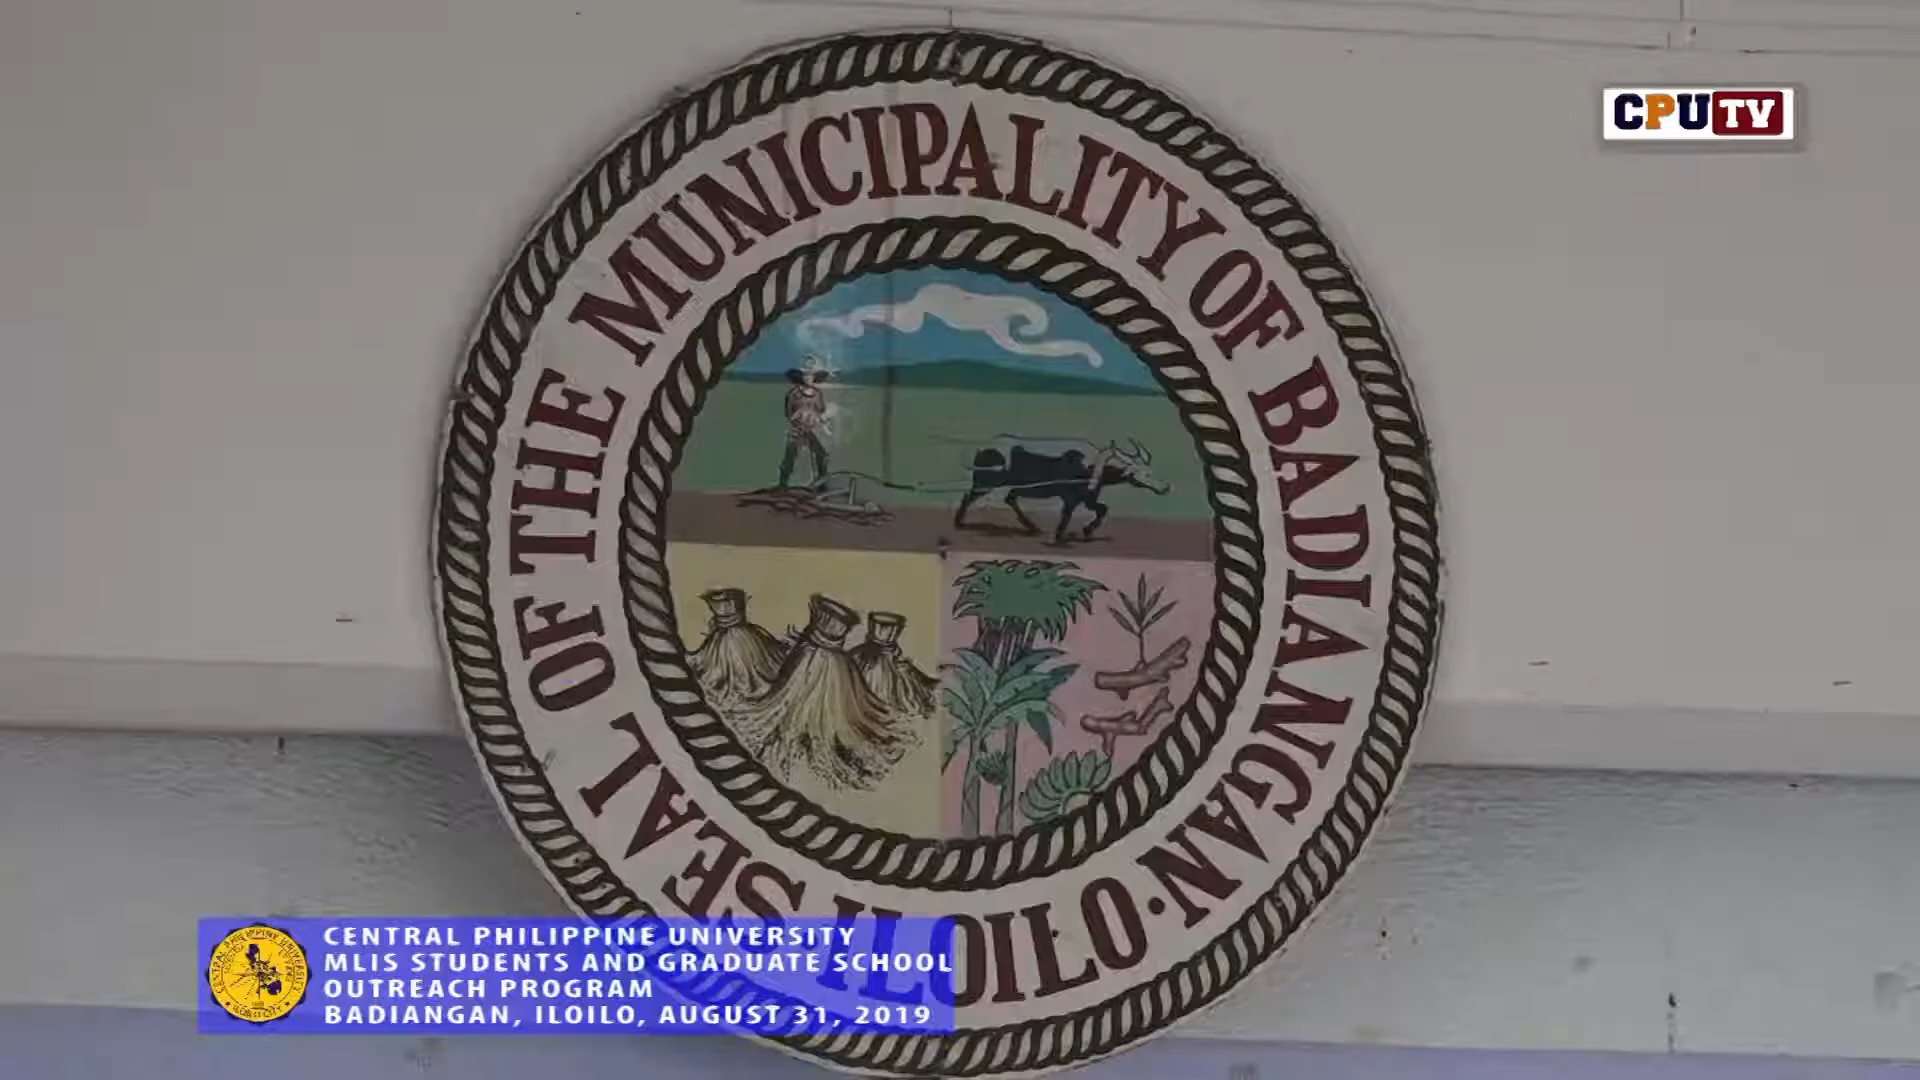 CPUTV
SEAL OF THE MUNICIPALITY OF BADIANGAN · ILOILO
CENTRAL PHILIPPINE UNIVERSITY
MLIS STUDENTS AND GRADUATE SCHOOL
OUTREACH PROGRAM
BADIANGAN, ILOILO, AUGUST 31, 2019